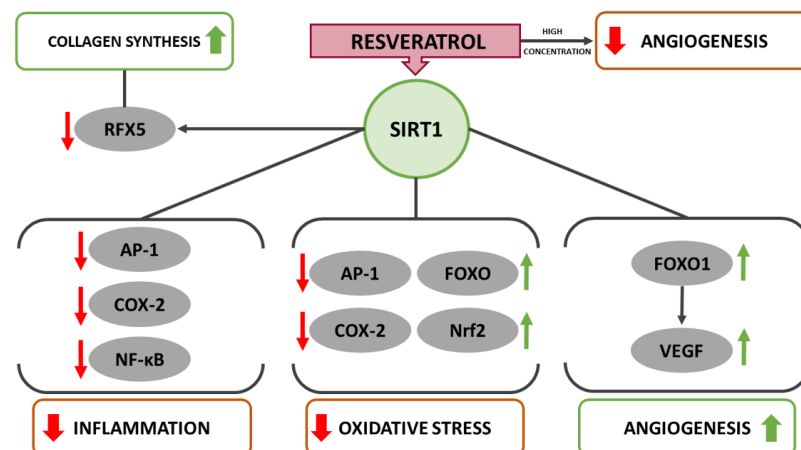 COLLAGEN SYNTHESIS
RESVERATROL
HIGH
CONCENTRATION
ANGIOGENESIS
RFX5
SIRT1
AP-1
COX-2
NF-κB
AP-1
FOXO
COX-2
Nrf2
FOXO1
VEGF
INFLAMMATION
OXIDATIVE STRESS
ANGIOGENESIS